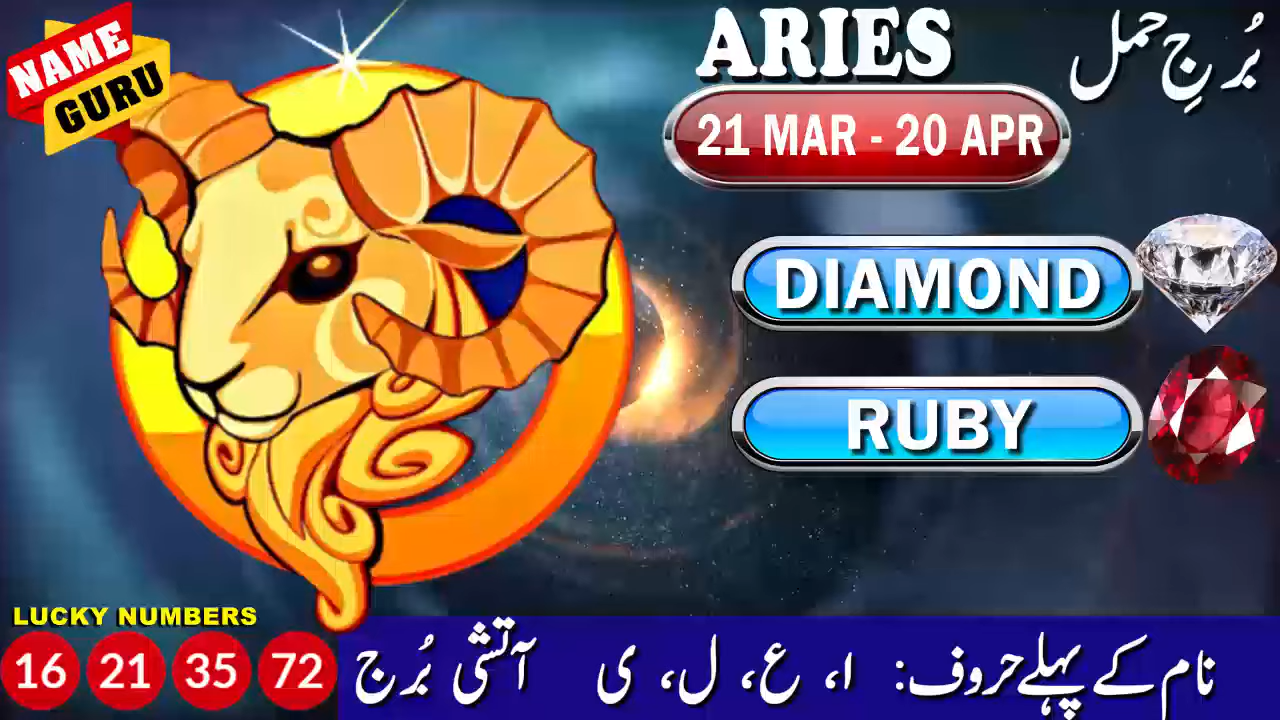 NAME
GURU
ARIES
بُرجِ حمل
21 MAR - 20 APR
DIAMOND
RUBY
LUCKY NUMBERS
16 21 35 72
نام کے پہلے حروف: ا، ع، ل، ی آتشی بُرج